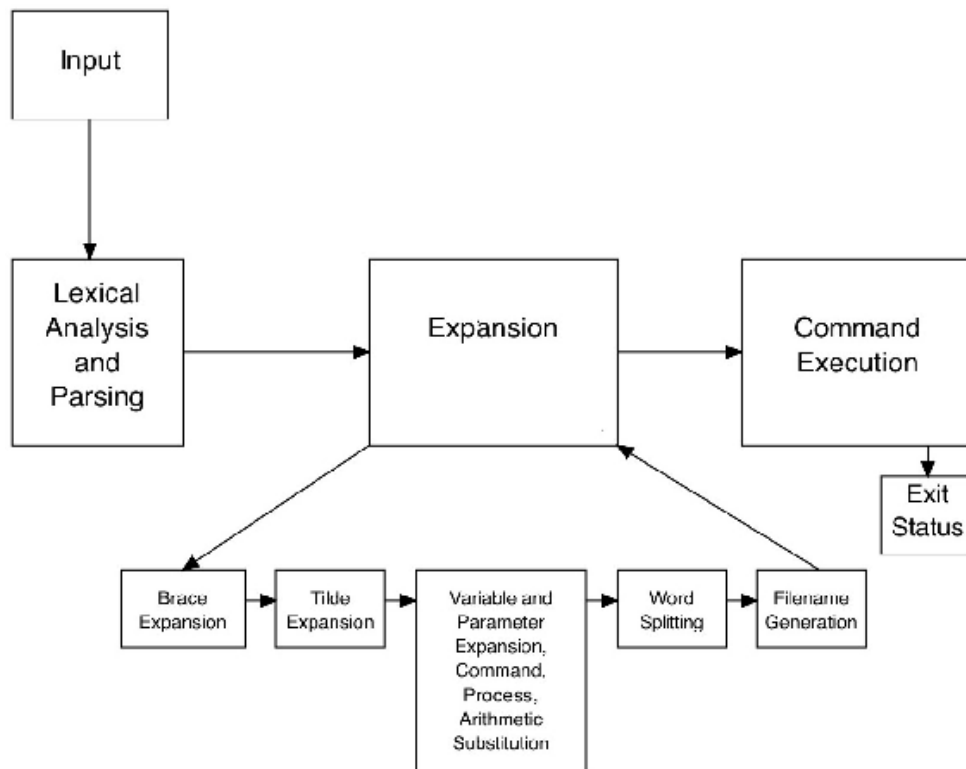 Input
Lexical
Analysis
and
Parsing
Expansion
Command
Execution
Exit
Status
Brace
Expansion
Tilde
Expansion
Variable and
Parameter
Expansion,
Command,
Process,
Arithmetic
Substitution
Word
Splitting
Filename
Generation